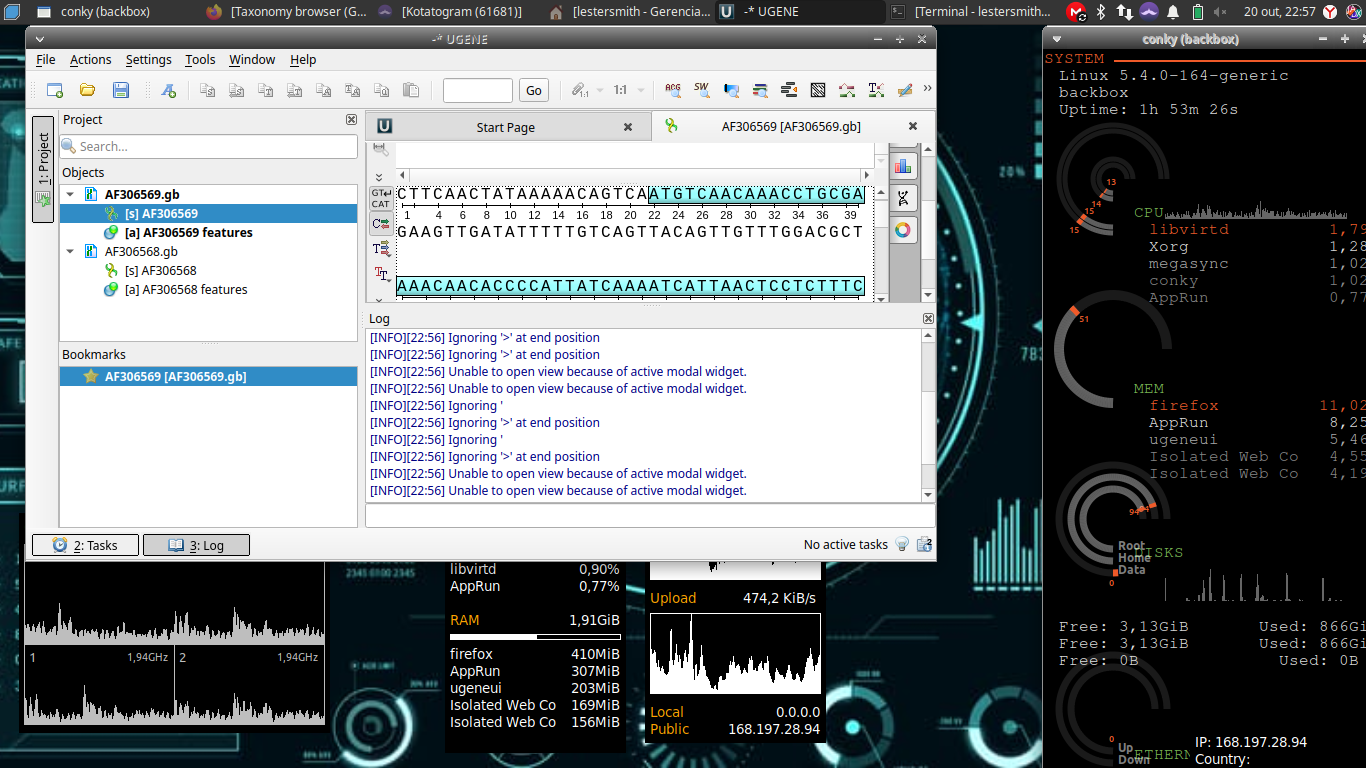 conky (backbox)
[Taxonomy browser (G...
[Kotatogram (61681)]
[lestersmith - Gerencia...
-* UGENE
[Terminal - lestersmith...
20 out, 22:57
-* UGENE
File Actions Settings Tools Window Help
Go
1:1
Project
Search...
1: Project
Objects
AF306569.gb
[s] AF306569
[a] AF306569 features
AF306568.gb
[s] AF306568
[a] AF306568 features
Bookmarks
AF306569 [AF306569.gb]
Start Page
AF306569 [AF306569.gb]
CTTCAACTATAAAAACAGTCAATGTCAACAAACCTGCGA
1 4 6 8 10 12 14 16 18 20 22 24 26 28 30 32 34 36 39
GAAGTTGATATTTTTGTCAGTTACAGTTGTTTGGACGCT
AAACAACACCCCATTATCAAAATCATTAACTCCTCTTTC
Log
[INFO][22:56] Ignoring '>' at end position
[INFO][22:56] Ignoring '>' at end position
[INFO][22:56] Unable to open view because of active modal widget.
[INFO][22:56] Unable to open view because of active modal widget.
[INFO][22:56] Ignoring '
[INFO][22:56] Ignoring '>' at end position
[INFO][22:56] Ignoring '
[INFO][22:56] Ignoring '>' at end position
[INFO][22:56] Unable to open view because of active modal widget.
[INFO][22:56] Unable to open view because of active modal widget.
2: Tasks
3: Log
No active tasks
1 1,94GHz
2 1,94GHz
libvirtd 0,90%
AppRun 0,77%
RAM 1,91GiB
firefox 410MiB
AppRun 307MiB
ugeneui 203MiB
Isolated Web Co 169MiB
Isolated Web Co 156MiB
Upload 474,2 KiB/s
Local 0.0.0.0
Public 168.197.28.94
conky (backbox)
SYSTEM
Linux 5.4.0-164-generic
backbox
Uptime: 1h 53m 26s
13
14
15
15
CPU
libvirtd 1,79
Xorg 1,28
megasync 1,02
conky 1,02
AppRun 0,77
51
MEM
firefox 11,02
AppRun 8,25
ugeneui 5,46
Isolated Web Co 4,55
Isolated Web Co 4,19
Root
Home
Data
DISKS
0
Free: 3,13GiB Used: 866Gi
Free: 3,13GiB Used: 866Gi
Free: 0B Used: 0B
0
Up
Down
ETHERN
IP: 168.197.28.94
Country: